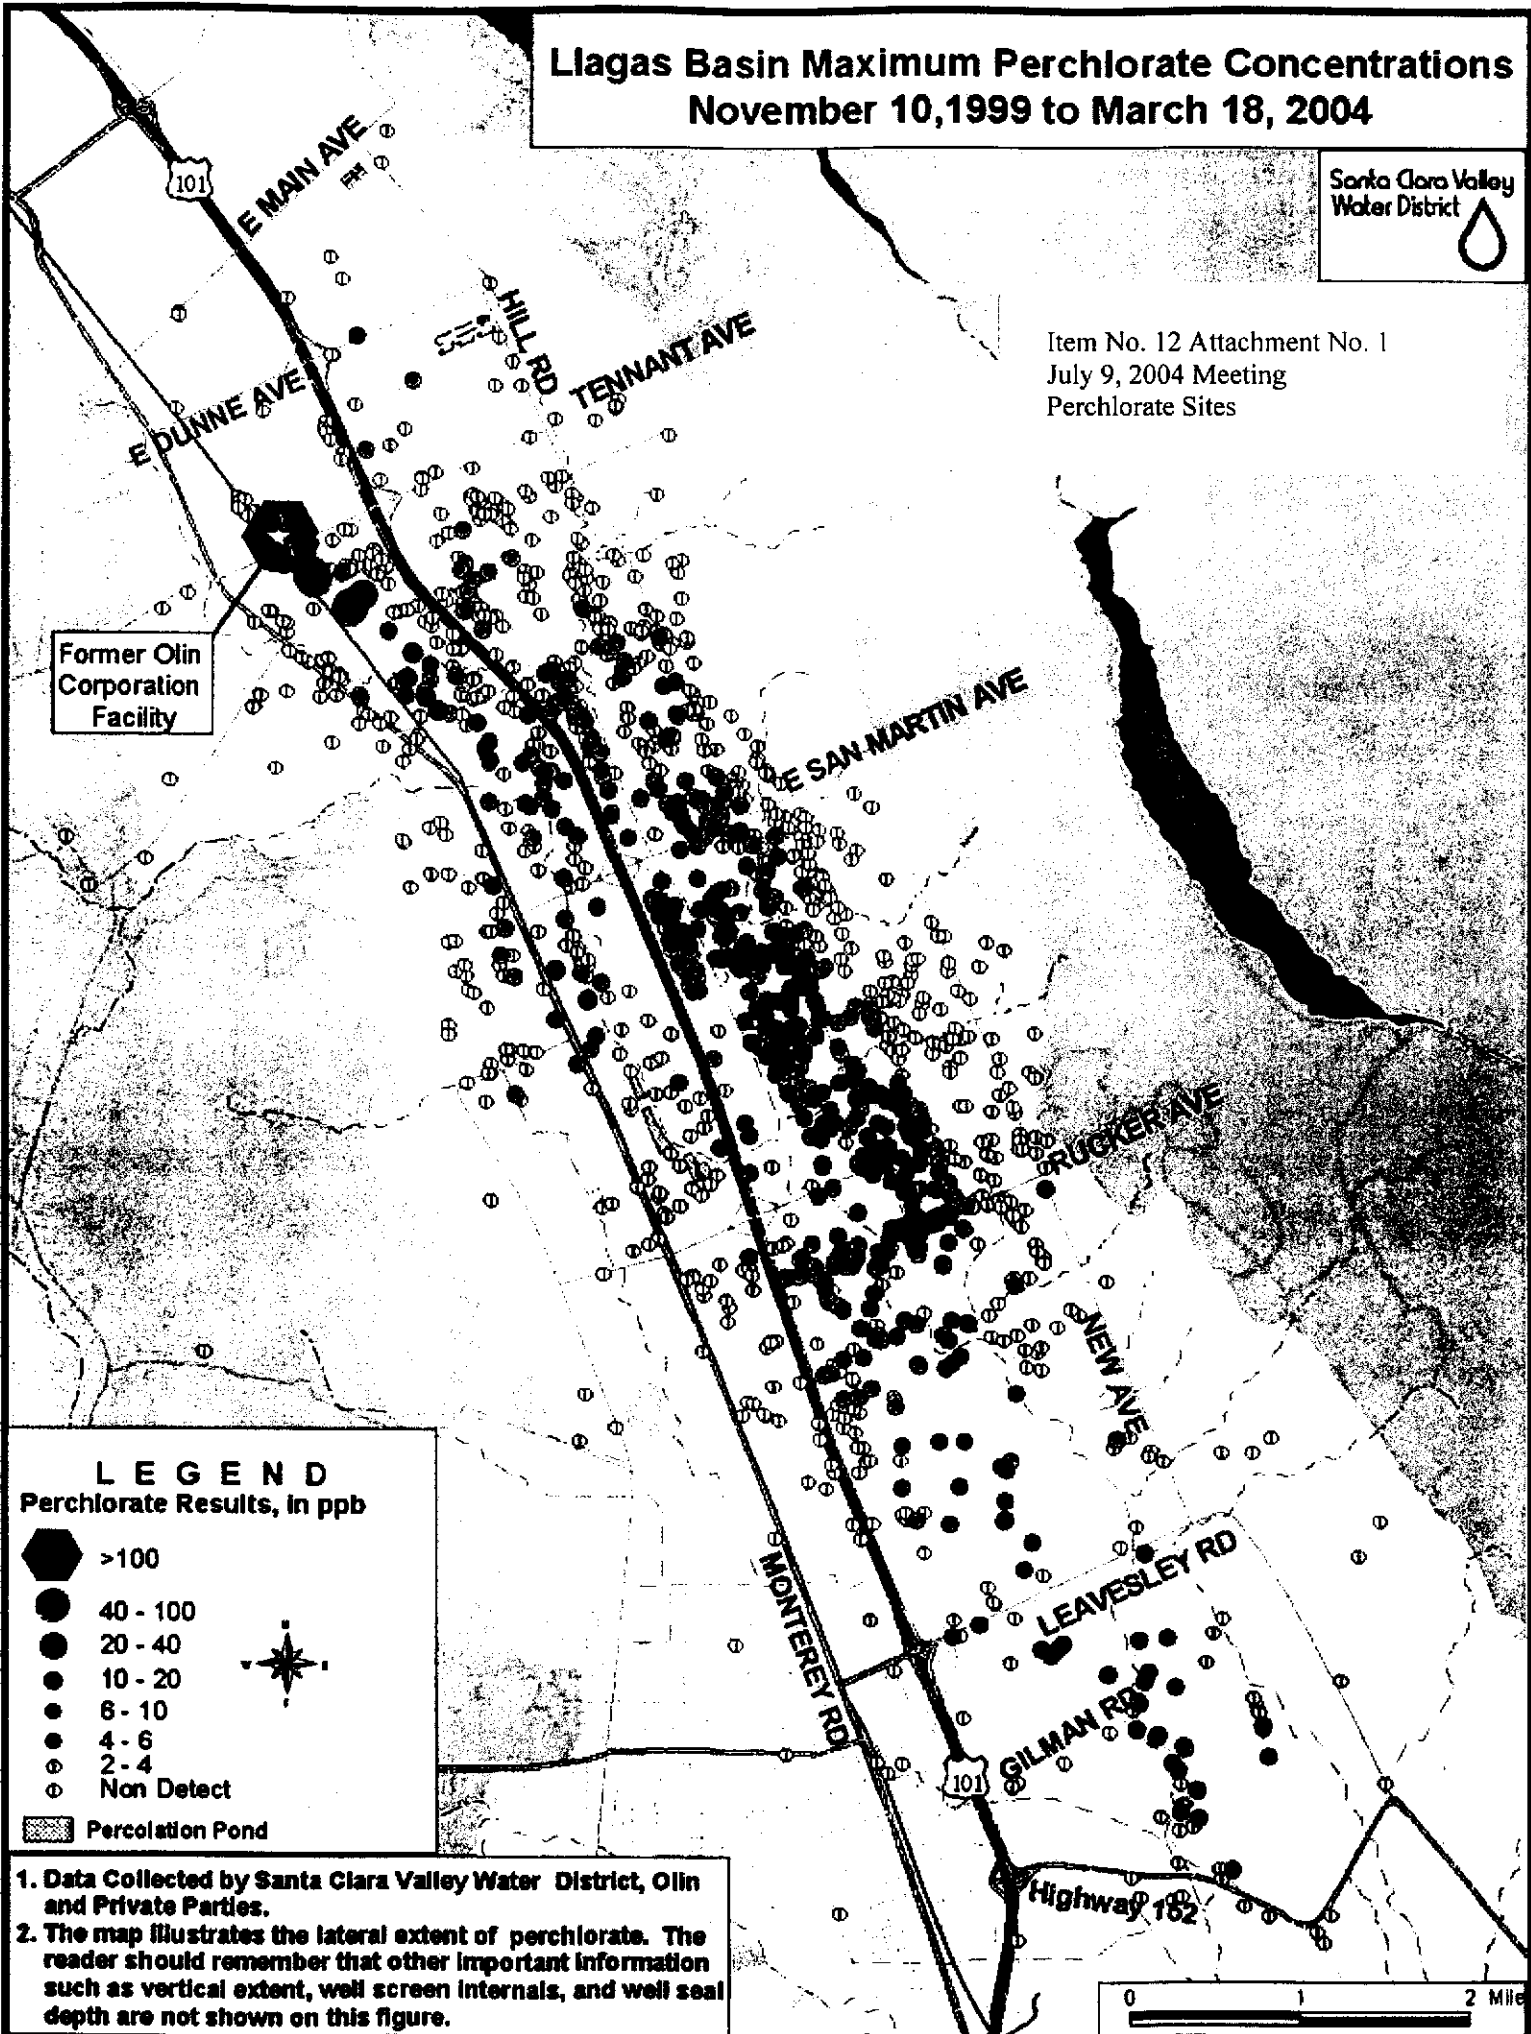 Llagas Basin Maximum Perchlorate Concentrations
November 10,1999 to March 18, 2004
Santa Clara Valley
Water District
Item No. 12 Attachment No. 1
July 9, 2004 Meeting
Perchlorate Sites
101
E MAIN AVE
HILL RD
TENNANT AVE
E DUNNE AVE
Former Olin
Corporation
Facility
E SAN MARTIN AVE
RUCKER AVE
NEW AVE
MONTEREY RD
LEAVESLEY RD
GILMAN RD
101
Highway 152
L E G E N D
Perchlorate Results, in ppb
>100
40 - 100
20 - 40
10 - 20
6 - 10
4 - 6
2 - 4
Non Detect
Percolation Pond
1. Data Collected by Santa Clara Valley Water District, Olin
and Private Parties.
2. The map illustrates the lateral extent of perchlorate. The
reader should remember that other important information
such as vertical extent, well screen internals, and well seal
depth are not shown on this figure.
0 1 2 Mile